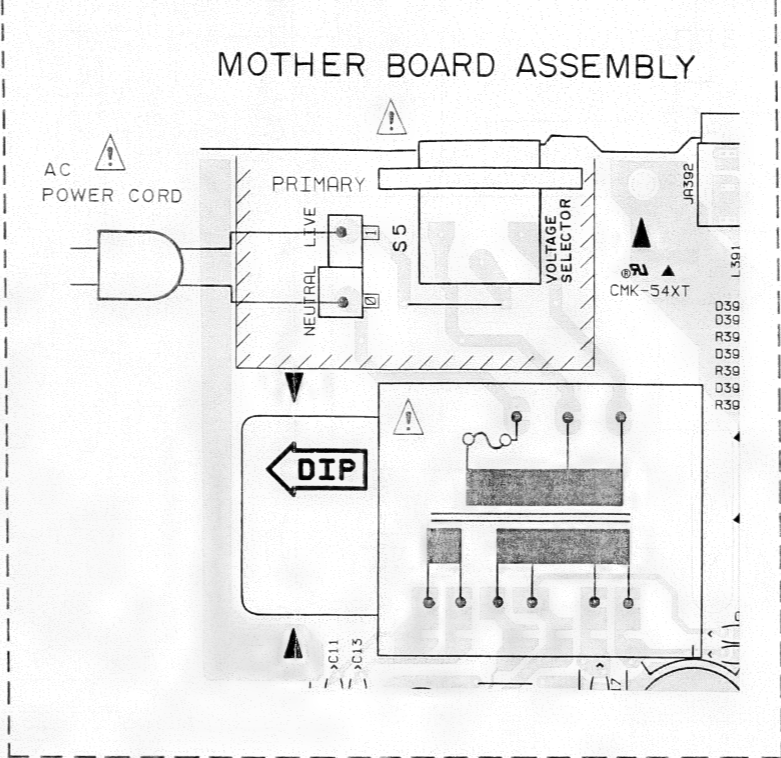 MOTHER BOARD ASSEMBLY
AC
POWER CORD
PRIMARY
LIVE
NEUTRAL
1
0
S5
VOLTAGE
SELECTOR
JA392
L391
CMK-54XT
D39
D39
R39
D39
R39
D39
R39
DIP
C11
C13